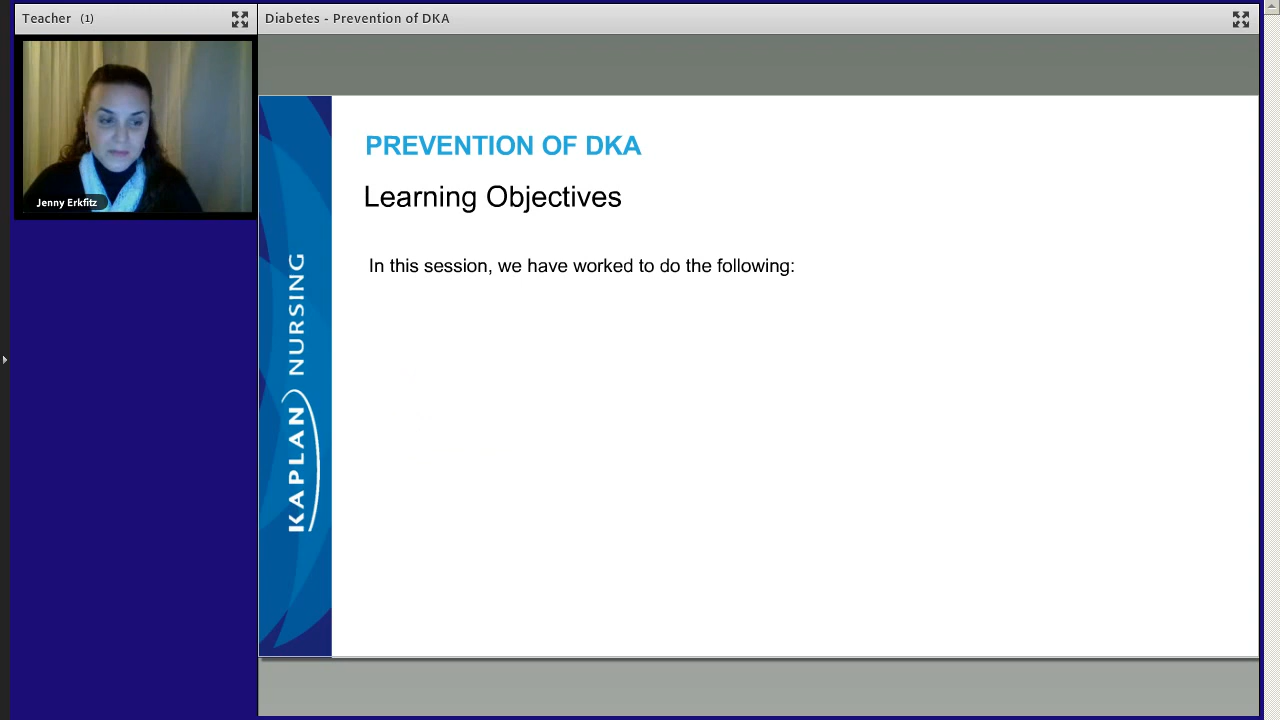 Teacher (1)
Diabetes - Prevention of DKA
Jenny Erkfitz
KAPLAN NURSING
PREVENTION OF DKA
Learning Objectives
In this session, we have worked to do the following: